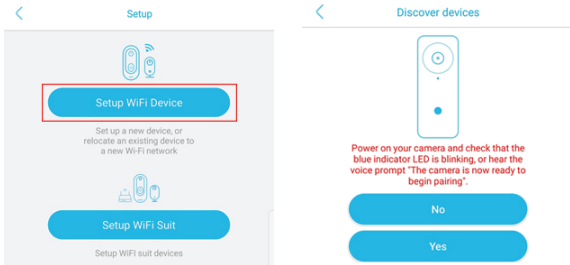 Setup
Setup WiFi Device
Set up a new device, or
relocate an existing device to
a new Wi-Fi network
Setup WiFi Suit
Setup WIFI suit devices
Discover devices
Power on your camera and check that the
blue indicator LED is blinking, or hear the
voice prompt "The camera is now ready to
begin pairing".
No
Yes